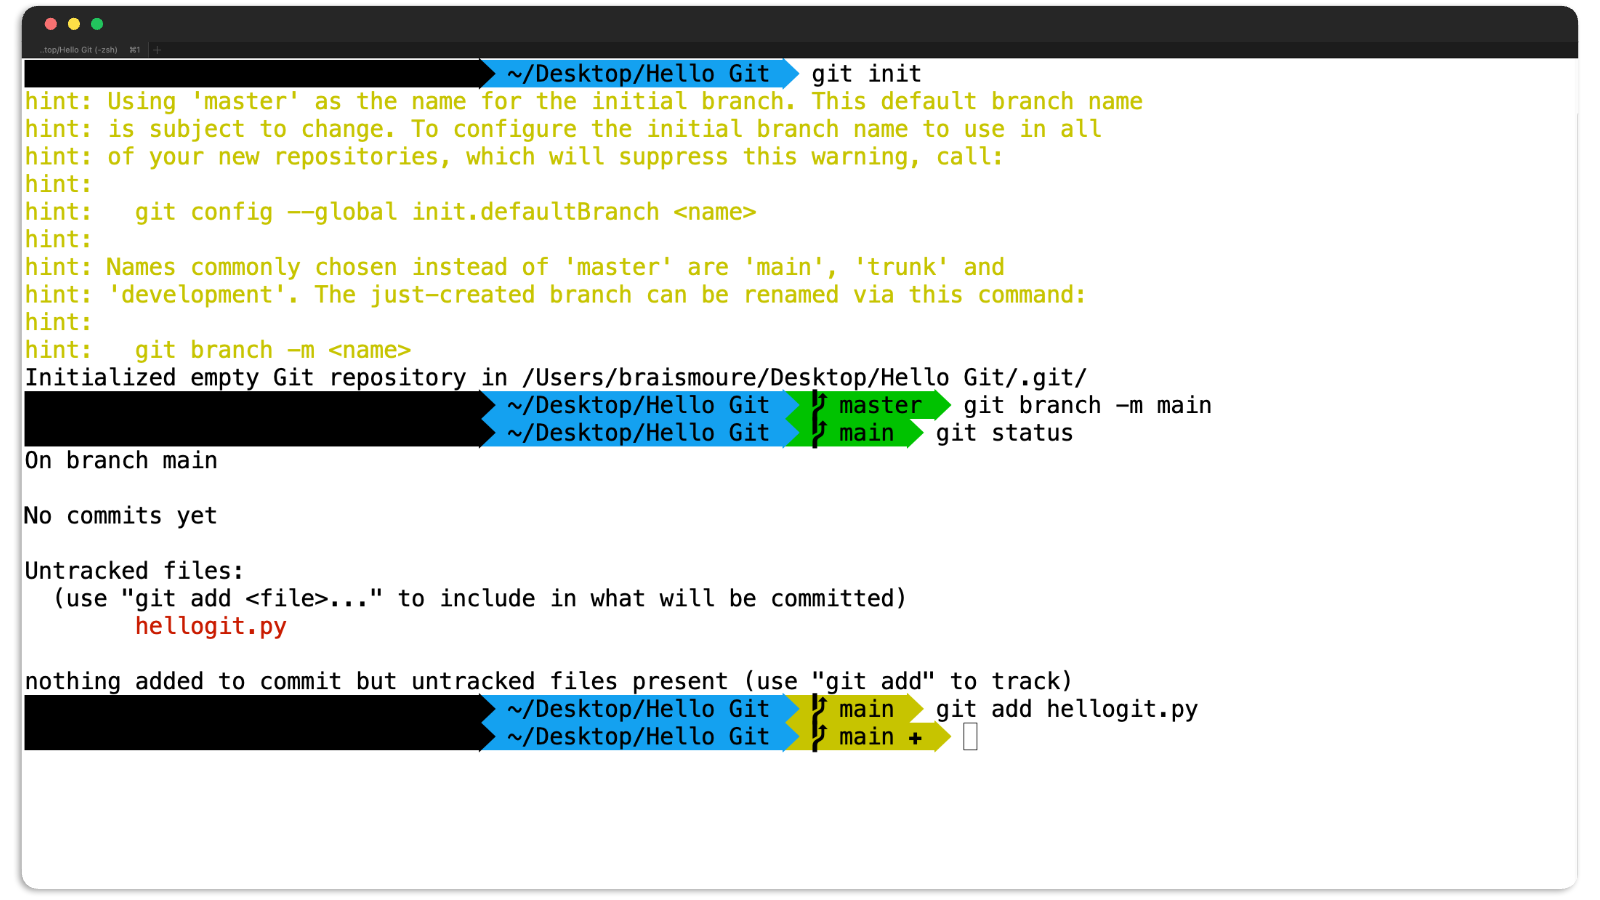 ..top/Hello Git (-zsh) ⌘1 +
~/Desktop/Hello Git git init
hint: Using 'master' as the name for the initial branch. This default branch name
hint: is subject to change. To configure the initial branch name to use in all
hint: of your new repositories, which will suppress this warning, call:
hint:
hint:   git config --global init.defaultBranch <name>
hint:
hint: Names commonly chosen instead of 'master' are 'main', 'trunk' and
hint: 'development'. The just-created branch can be renamed via this command:
hint:
hint:   git branch -m <name>
Initialized empty Git repository in /Users/braismoure/Desktop/Hello Git/.git/
~/Desktop/Hello Git master git branch -m main
~/Desktop/Hello Git main git status
On branch main
No commits yet
Untracked files:
  (use "git add <file>..." to include in what will be committed)
        hellogit.py
nothing added to commit but untracked files present (use "git add" to track)
~/Desktop/Hello Git main git add hellogit.py
~/Desktop/Hello Git main +